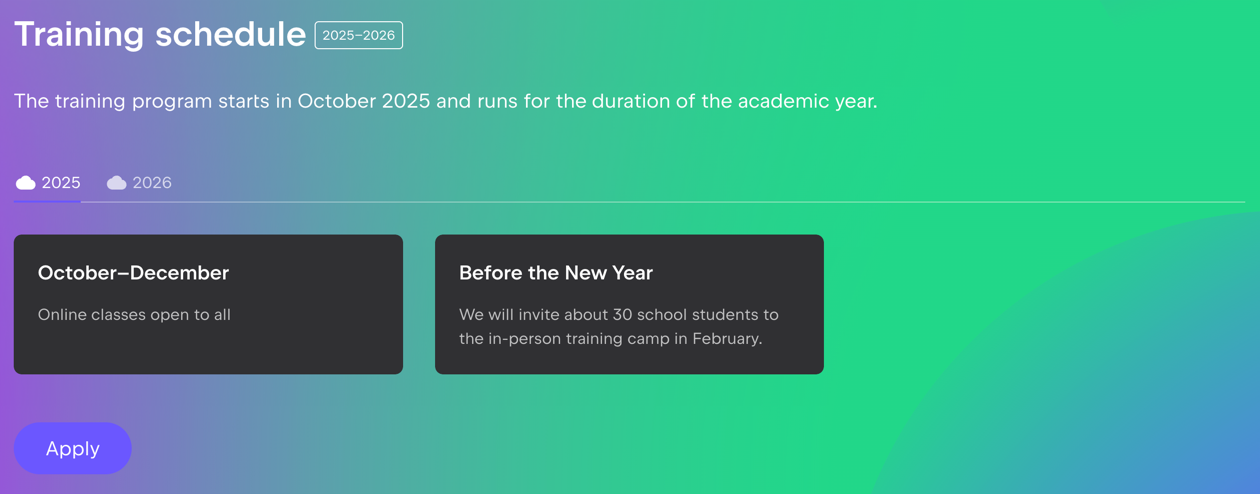 Training schedule 2025–2026
The training program starts in October 2025 and runs for the duration of the academic year.
2025 2026
October–December
Online classes open to all
Before the New Year
We will invite about 30 school students to
the in-person training camp in February.
Apply